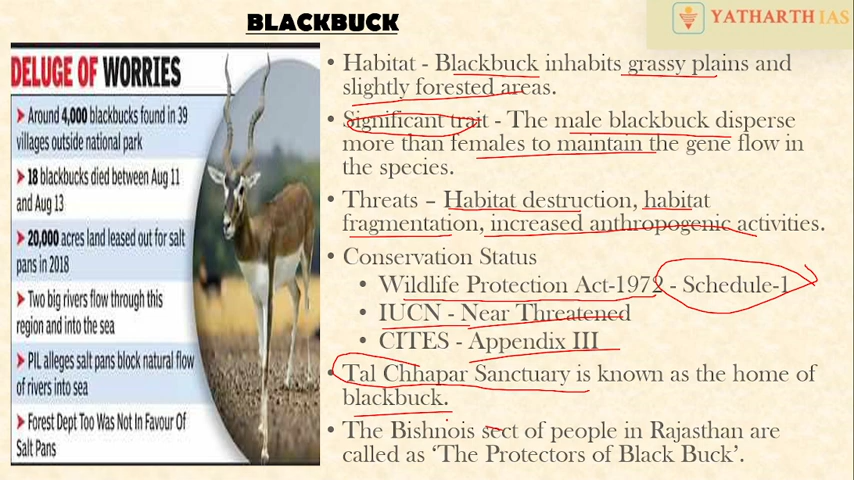 BLACKBUCK
YATHARTH IAS
DELUGE OF WORRIES
Around 4,000 blackbucks found in 39
villages outside national park
18 blackbucks died between Aug 11
and Aug 13
20,000 acres land leased out for salt
pans in 2018
Two big rivers flow through this
region and into the sea
PIL alleges salt pans block natural flow
of rivers into sea
Forest Dept Too Was Not In Favour Of
Salt Pans
• Habitat - Blackbuck inhabits grassy plains and
slightly forested areas.
• Significant trait - The male blackbuck disperse
more than females to maintain the gene flow in
the species.
• Threats – Habitat destruction, habitat
fragmentation, increased anthropogenic activities.
• Conservation Status
• Wildlife Protection Act-1972 - Schedule-1
• IUCN - Near Threatened
• CITES - Appendix III
• Tal Chhapar Sanctuary is known as the home of
blackbuck.
• The Bishnois sect of people in Rajasthan are
called as ‘The Protectors of Black Buck’.